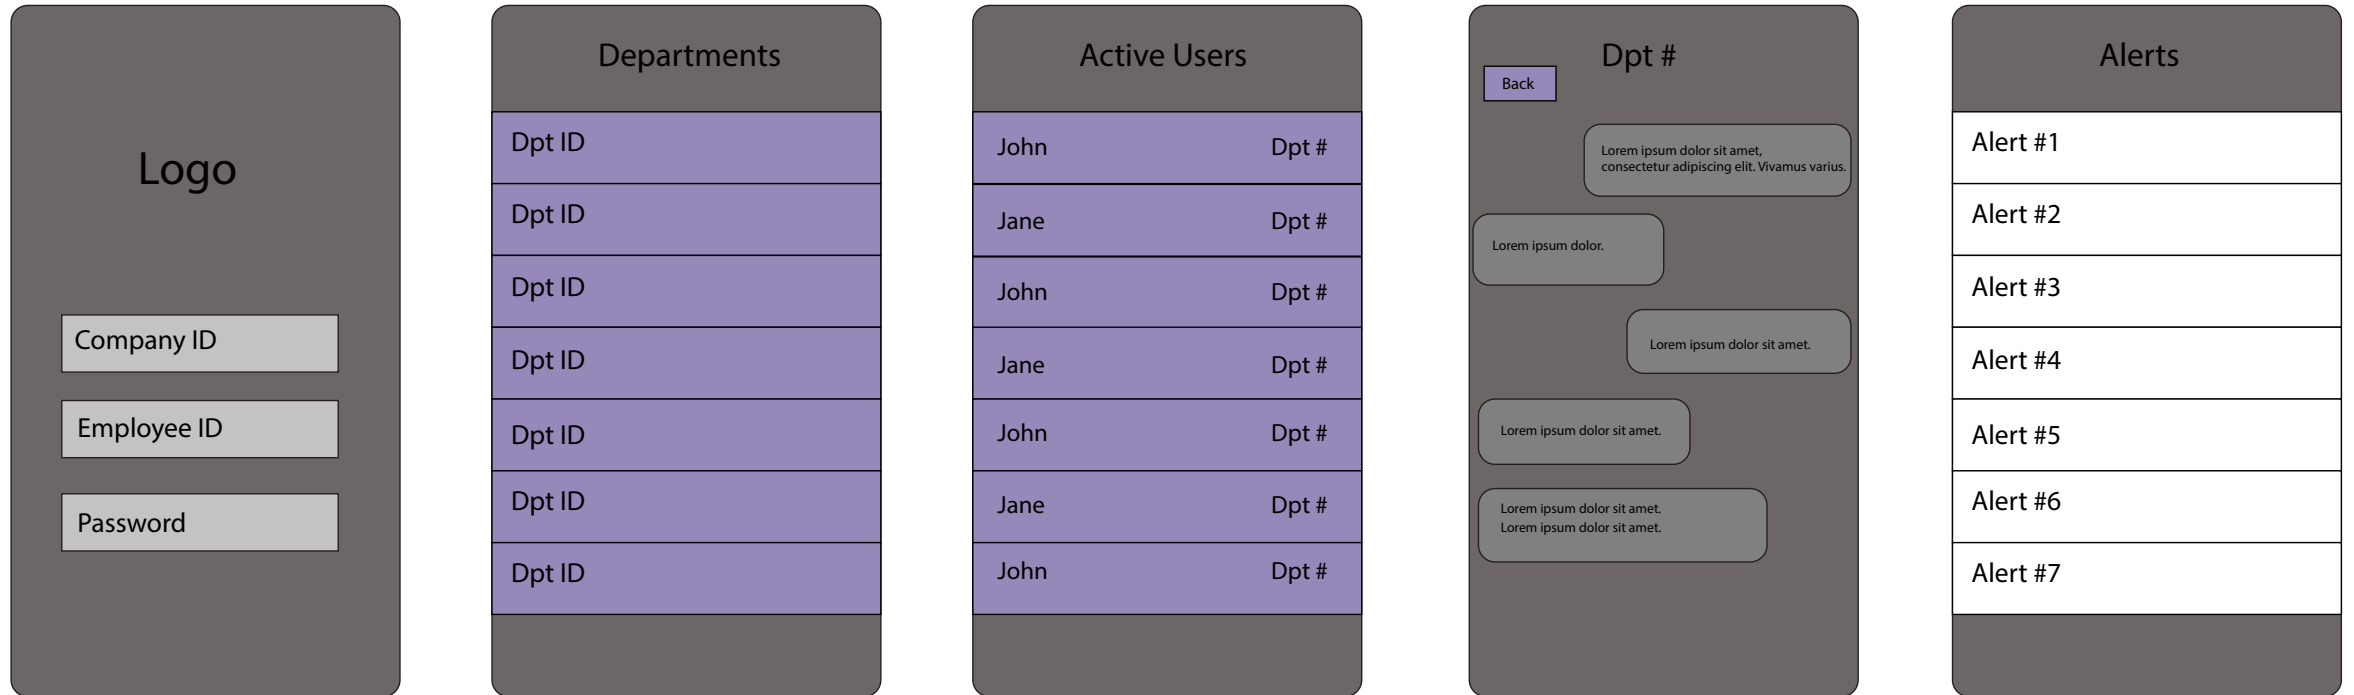 Logo
Company ID
Employee ID
Password
Departments
Dpt ID
Dpt ID
Dpt ID
Dpt ID
Dpt ID
Dpt ID
Dpt ID
Active Users
John Dpt #
Jane Dpt #
John Dpt #
Jane Dpt #
John Dpt #
Jane Dpt #
John Dpt #
Dpt #
Back
Lorem ipsum dolor sit amet,
consectetur adipiscing elit. Vivamus varius.
Lorem ipsum dolor.
Lorem ipsum dolor sit amet.
Lorem ipsum dolor sit amet.
Lorem ipsum dolor sit amet.
Lorem ipsum dolor sit amet.
Alerts
Alert #1
Alert #2
Alert #3
Alert #4
Alert #5
Alert #6
Alert #7